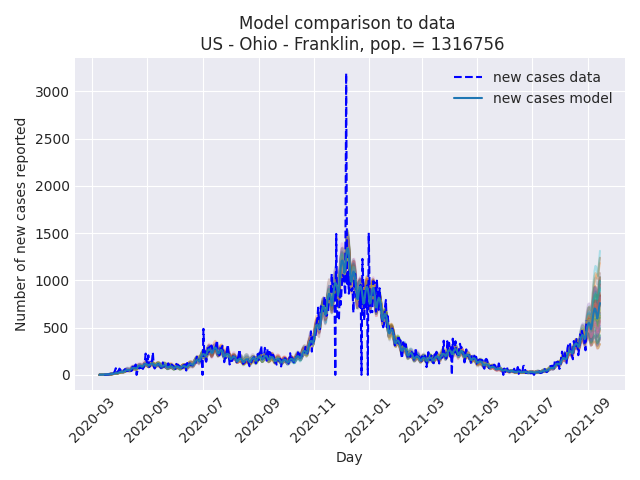 Model comparison to data
US - Ohio - Franklin, pop. = 1316756
new cases data
new cases model
Number of new cases reported
3000
2500
2000
1500
1000
500
0
2020-03
2020-05
2020-07
2020-09
2020-11
2021-01
2021-03
2021-05
2021-07
2021-09
Day